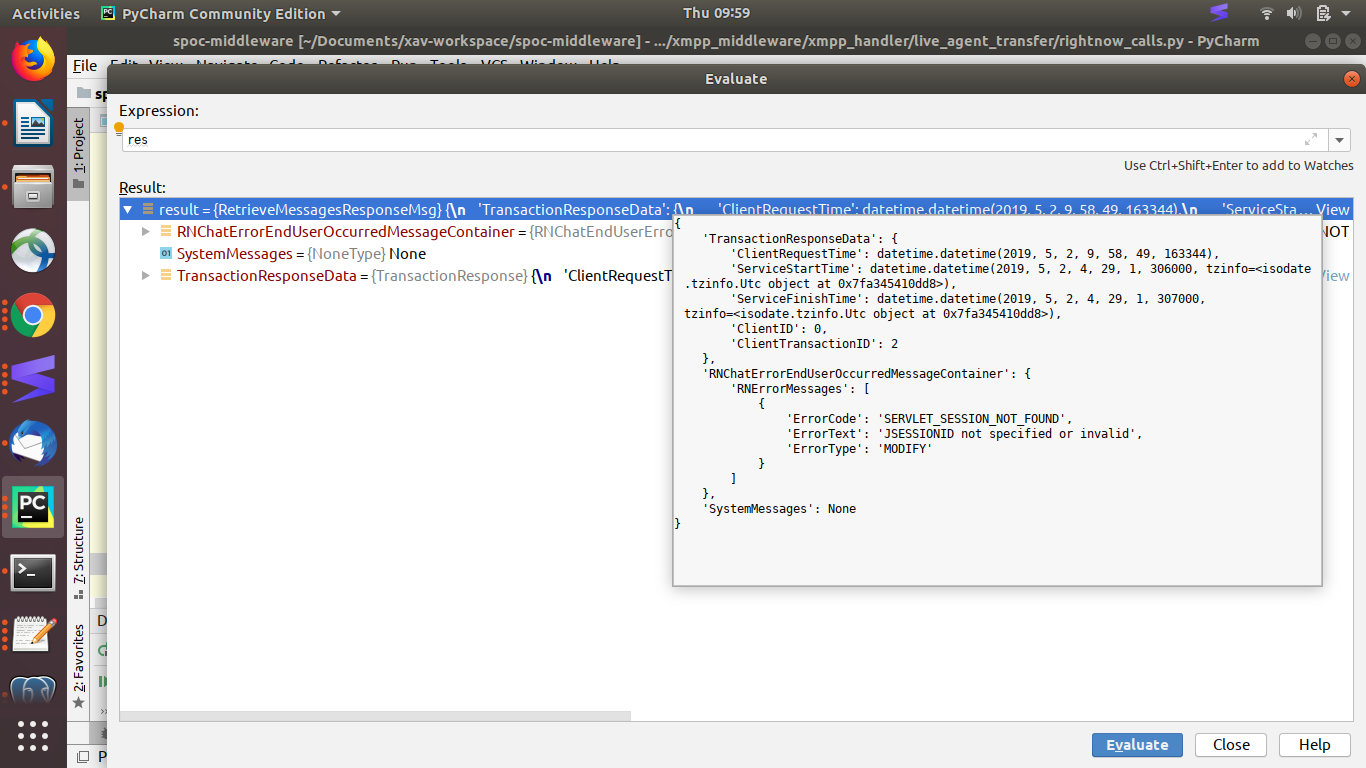 Activities PyCharm Community Edition Thu 09:59
spoc-middleware [~/Documents/xav-workspace/spoc-middleware] - .../xmpp_middleware/xmpp_handler/live_agent_transfer/rightnow_calls.py - PyCharm
File Edit View Navigate Code Refactor Run Tools VCS Window Help
Evaluate
sp
Expression:
res
Use Ctrl+Shift+Enter to add to Watches
1: Project
Result:
result = {RetrieveMessagesResponseMsg} {\n 'TransactionResponseData': {\n 'ClientRequestTime': datetime.datetime(2019, 5, 2, 9, 58, 49, 163344),\n 'ServiceSta... View
RNChatErrorEndUserOccurredMessageContainer = {RNChatEndUserErro NOT
SystemMessages = {NoneType} None
TransactionResponseData = {TransactionResponse} {\n 'ClientRequestT View
{
'TransactionResponseData': {
'ClientRequestTime': datetime.datetime(2019, 5, 2, 9, 58, 49, 163344),
'ServiceStartTime': datetime.datetime(2019, 5, 2, 4, 29, 1, 306000, tzinfo=<isodate
.tzinfo.Utc object at 0x7fa345410dd8>),
'ServiceFinishTime': datetime.datetime(2019, 5, 2, 4, 29, 1, 307000,
tzinfo=<isodate.tzinfo.Utc object at 0x7fa345410dd8>),
'ClientID': 0,
'ClientTransactionID': 2
},
'RNChatErrorEndUserOccurredMessageContainer': {
'RNErrorMessages': [
{
'ErrorCode': 'SERVLET_SESSION_NOT_FOUND',
'ErrorText': 'JSESSIONID not specified or invalid',
'ErrorType': 'MODIFY'
}
]
},
'SystemMessages': None
}
PC
7: Structure
D
2: Favorites
P
Evaluate Close Help